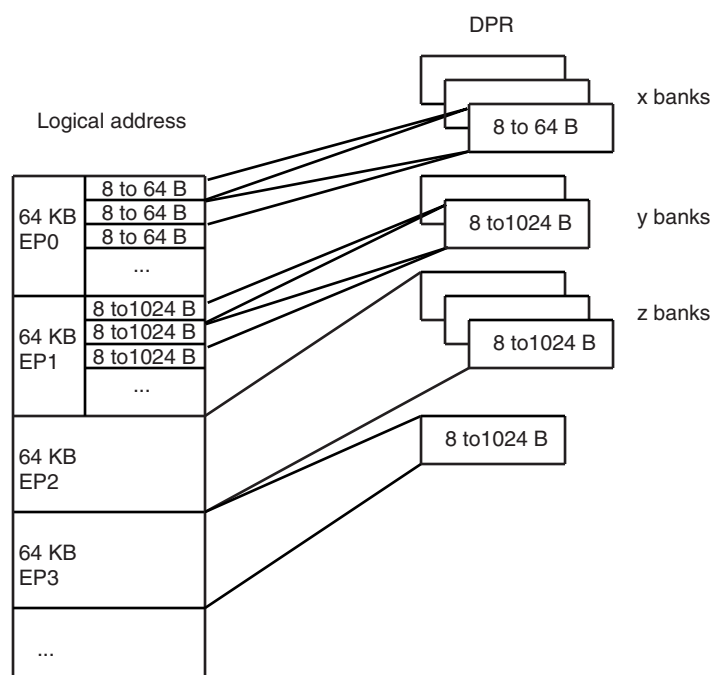 DPR
x banks
8 to 64 B
Logical address
64 KB
EP0
8 to 64 B
8 to 64 B
8 to 64 B
...
y banks
8 to1024 B
64 KB
EP1
8 to1024 B
8 to1024 B
8 to1024 B
...
z banks
8 to1024 B
64 KB
EP2
8 to1024 B
64 KB
EP3
...